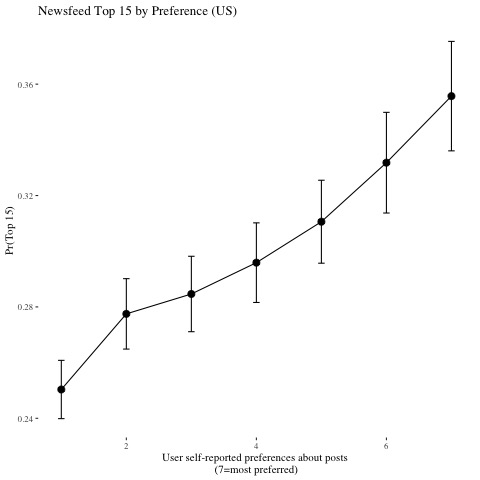 Newsfeed Top 15 by Preference (US)
Pr(Top 15)
0.36
0.32
0.28
0.24
2 4 6
User self-reported preferences about posts
(7=most preferred)